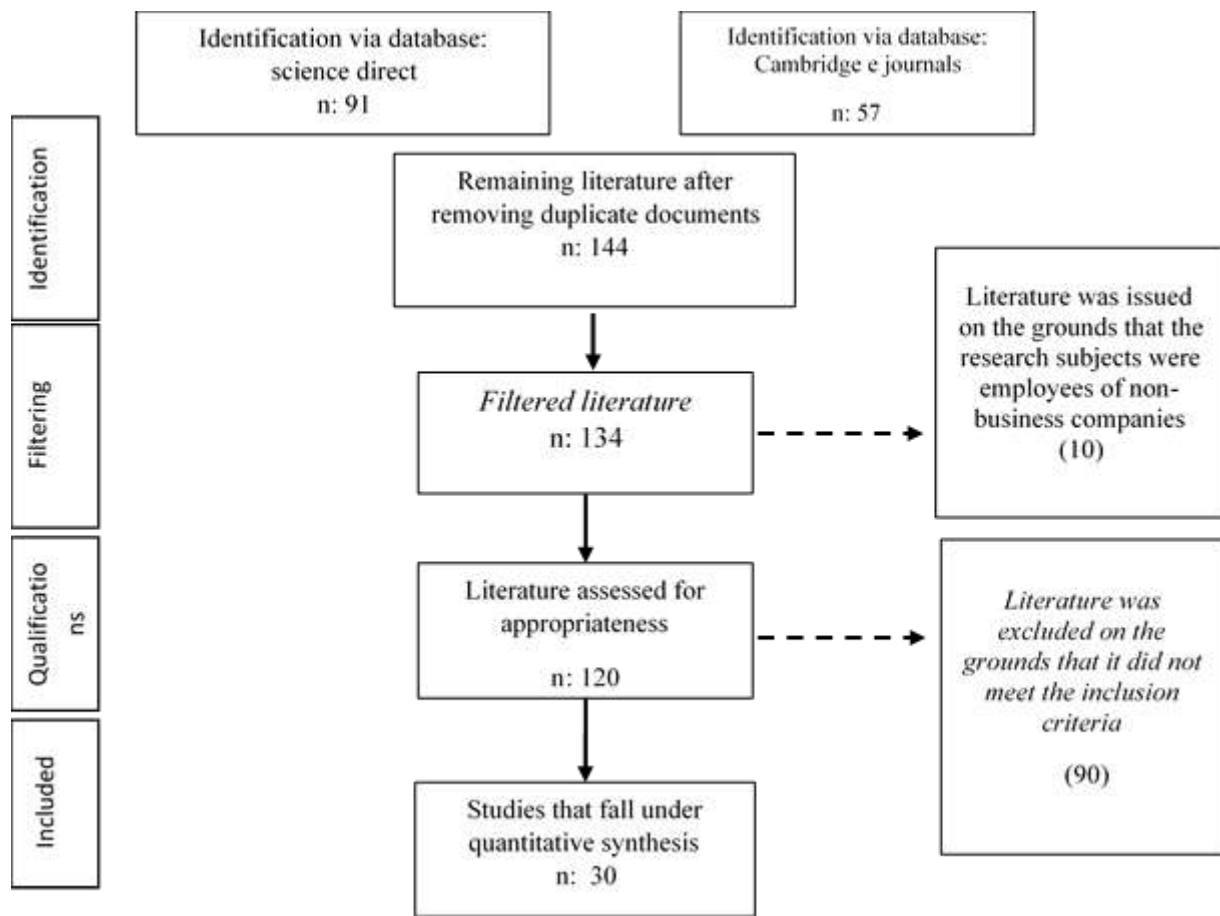 Identification via database:
science direct
n: 91
Identification via database:
Cambridge e journals
n: 57
Identification
Remaining literature after
removing duplicate documents
n: 144
Literature was issued
on the grounds that the
research subjects were
employees of non-
business companies
(10)
Filtering
Filtered literature
n: 134
Qualificatio
ns
Literature assessed for
appropriateness
n: 120
Literature was
excluded on the
grounds that it did not
meet the inclusion
criteria
(90)
Included
Studies that fall under
quantitative synthesis
n: 30